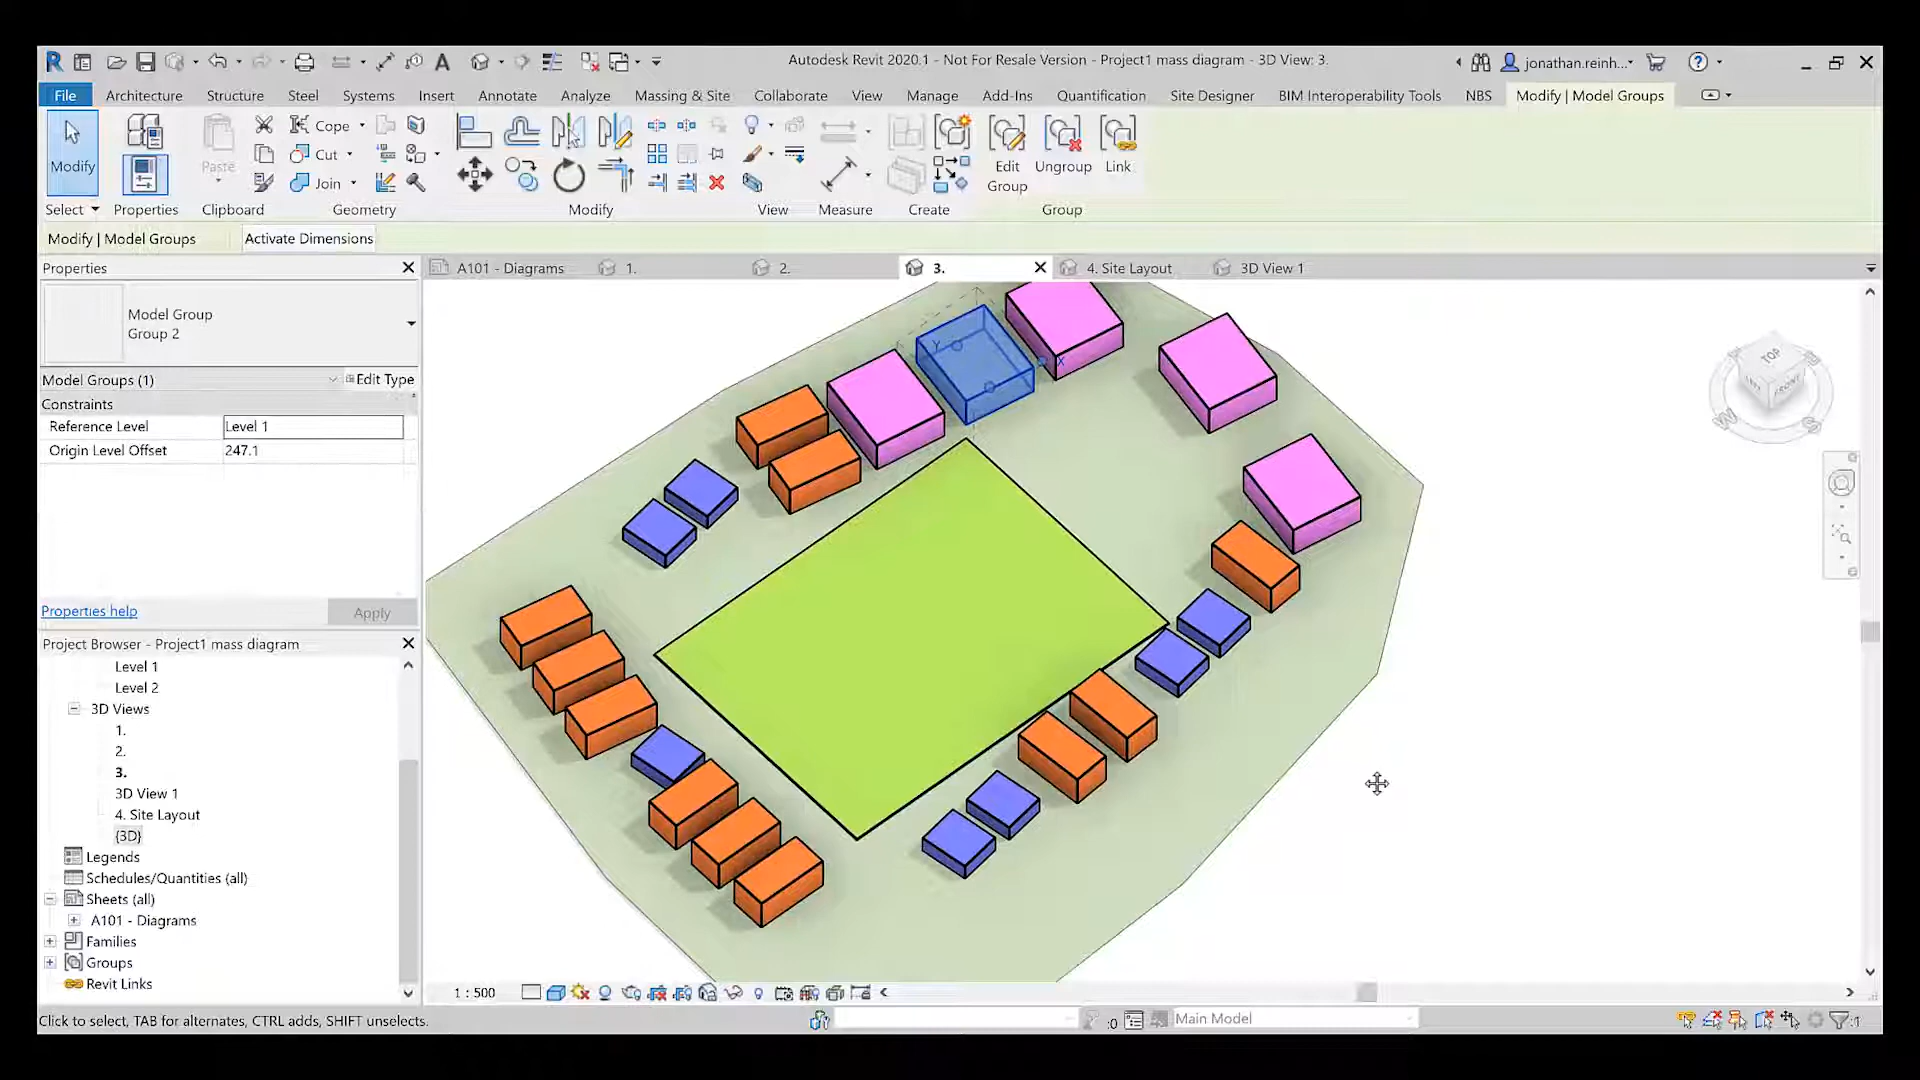 Autodesk Revit 2020.1 - Not For Resale Version - Project1 mass diagram - 3D View: 3.
jonathan.reinh...
File Architecture Structure Steel Systems Insert Annotate Analyze Massing & Site Collaborate View Manage Add-Ins Quantification Site Designer BIM Interoperability Tools NBS Modify | Model Groups
Modify
Paste
Cope
Cut
Join
Edit Group
Ungroup
Link
Select Properties Clipboard Geometry Modify View Measure Create Group
Modify | Model Groups Activate Dimensions
Properties
A101 - Diagrams 1. 2. 3. 4. Site Layout 3D View 1
Model Group
Group 2
Model Groups (1) Edit Type
Constraints
Reference Level Level 1
Origin Level Offset 247.1
Properties help Apply
Project Browser - Project1 mass diagram
Level 1
Level 2
3D Views
1.
2.
3.
3D View 1
4. Site Layout
{3D}
Legends
Schedules/Quantities (all)
Sheets (all)
A101 - Diagrams
Families
Groups
Revit Links
Y
X
TOP
LEFT
FRONT
W
1 : 500
Click to select, TAB for alternates, CTRL adds, SHIFT unselects.
:0
Main Model
:1